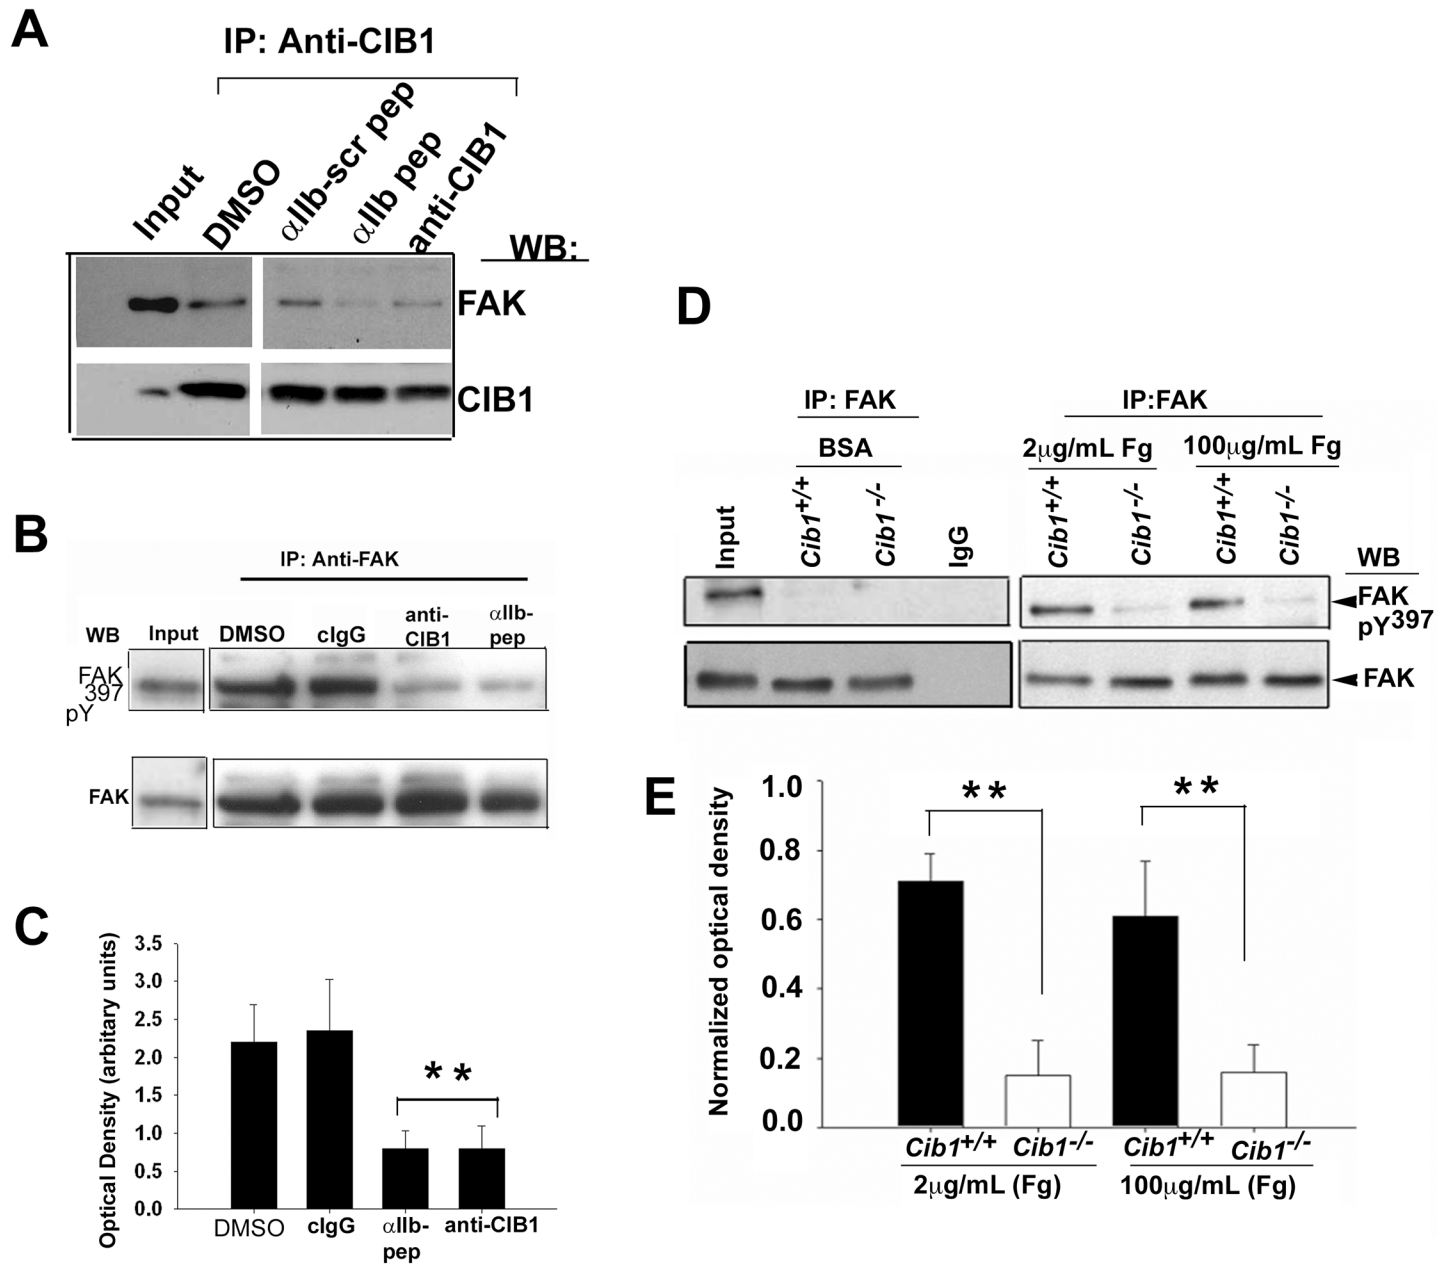 A
IP: Anti-CIB1
Input
DMSO
αIIb-scr pep
αIIb pep
anti-CIB1
WB:
FAK
CIB1
B
IP: Anti-FAK
WB
Input
DMSO
cIgG
anti-
CIB1
αIIb-
pep
FAK
397
pY
FAK
C
Optical Density (arbitary units)
3.5
3.0
2.5
2.0
1.5
1.0
0.5
0.0
* *
DMSO
cIgG
αIIb-
pep
anti-CIB1
D
IP: FAK
IP:FAK
BSA
2μg/mL Fg
100μg/mL Fg
Input
Cib1+/+
Cib1-/-
IgG
Cib1+/+
Cib1-/-
Cib1+/+
Cib1-/-
WB
FAK
pY397
FAK
E
Normalized optical density
1.0
0.8
0.6
0.4
0.2
0.0
**
**
Cib1+/+
Cib1-/-
Cib1+/+
Cib1-/-
2μg/mL (Fg)
100μg/mL (Fg)